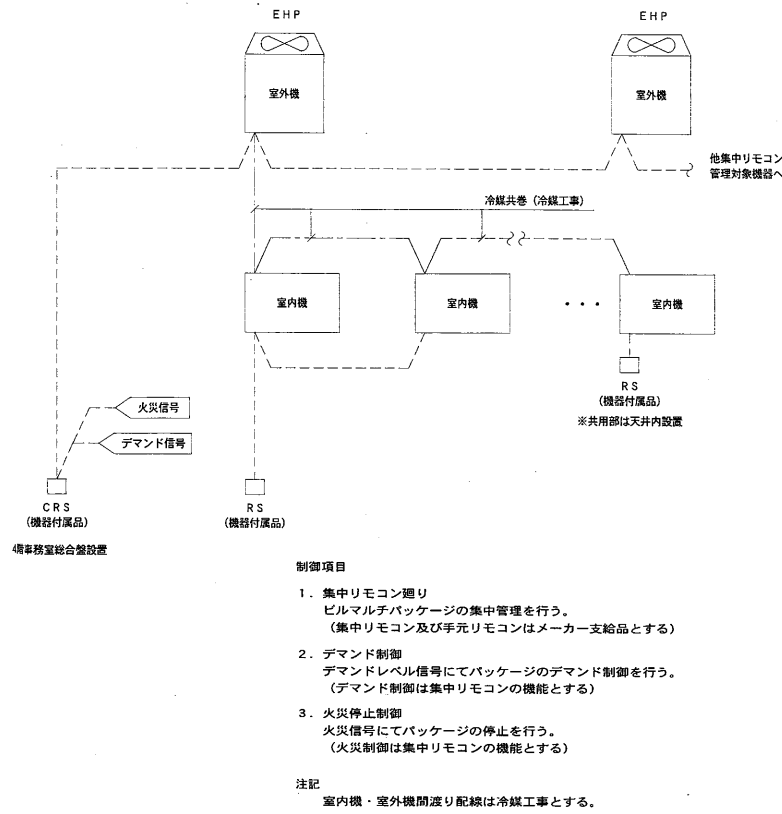 EHP
EHP
室外機
室外機
他集中リモコン
管理対象機器へ
冷媒共巻（冷媒工事）
室内機
室内機
・・・
室内機
RS
（機器付属品）
※共用部は天井内設置
火災信号
デマンド信号
CRS
（機器付属品）
4階事務室総合盤設置
RS
（機器付属品）
制御項目
1．集中リモコン廻り
ビルマルチパッケージの集中管理を行う。
（集中リモコン及び手元リモコンはメーカー支給品とする）
2．デマンド制御
デマンドレベル信号にてパッケージのデマンド制御を行う。
（デマンド制御は集中リモコンの機能とする）
3．火災停止制御
火災信号にてパッケージの停止を行う。
（火災制御は集中リモコンの機能とする）
注記
室内機・室外機間渡り配線は冷媒工事とする。